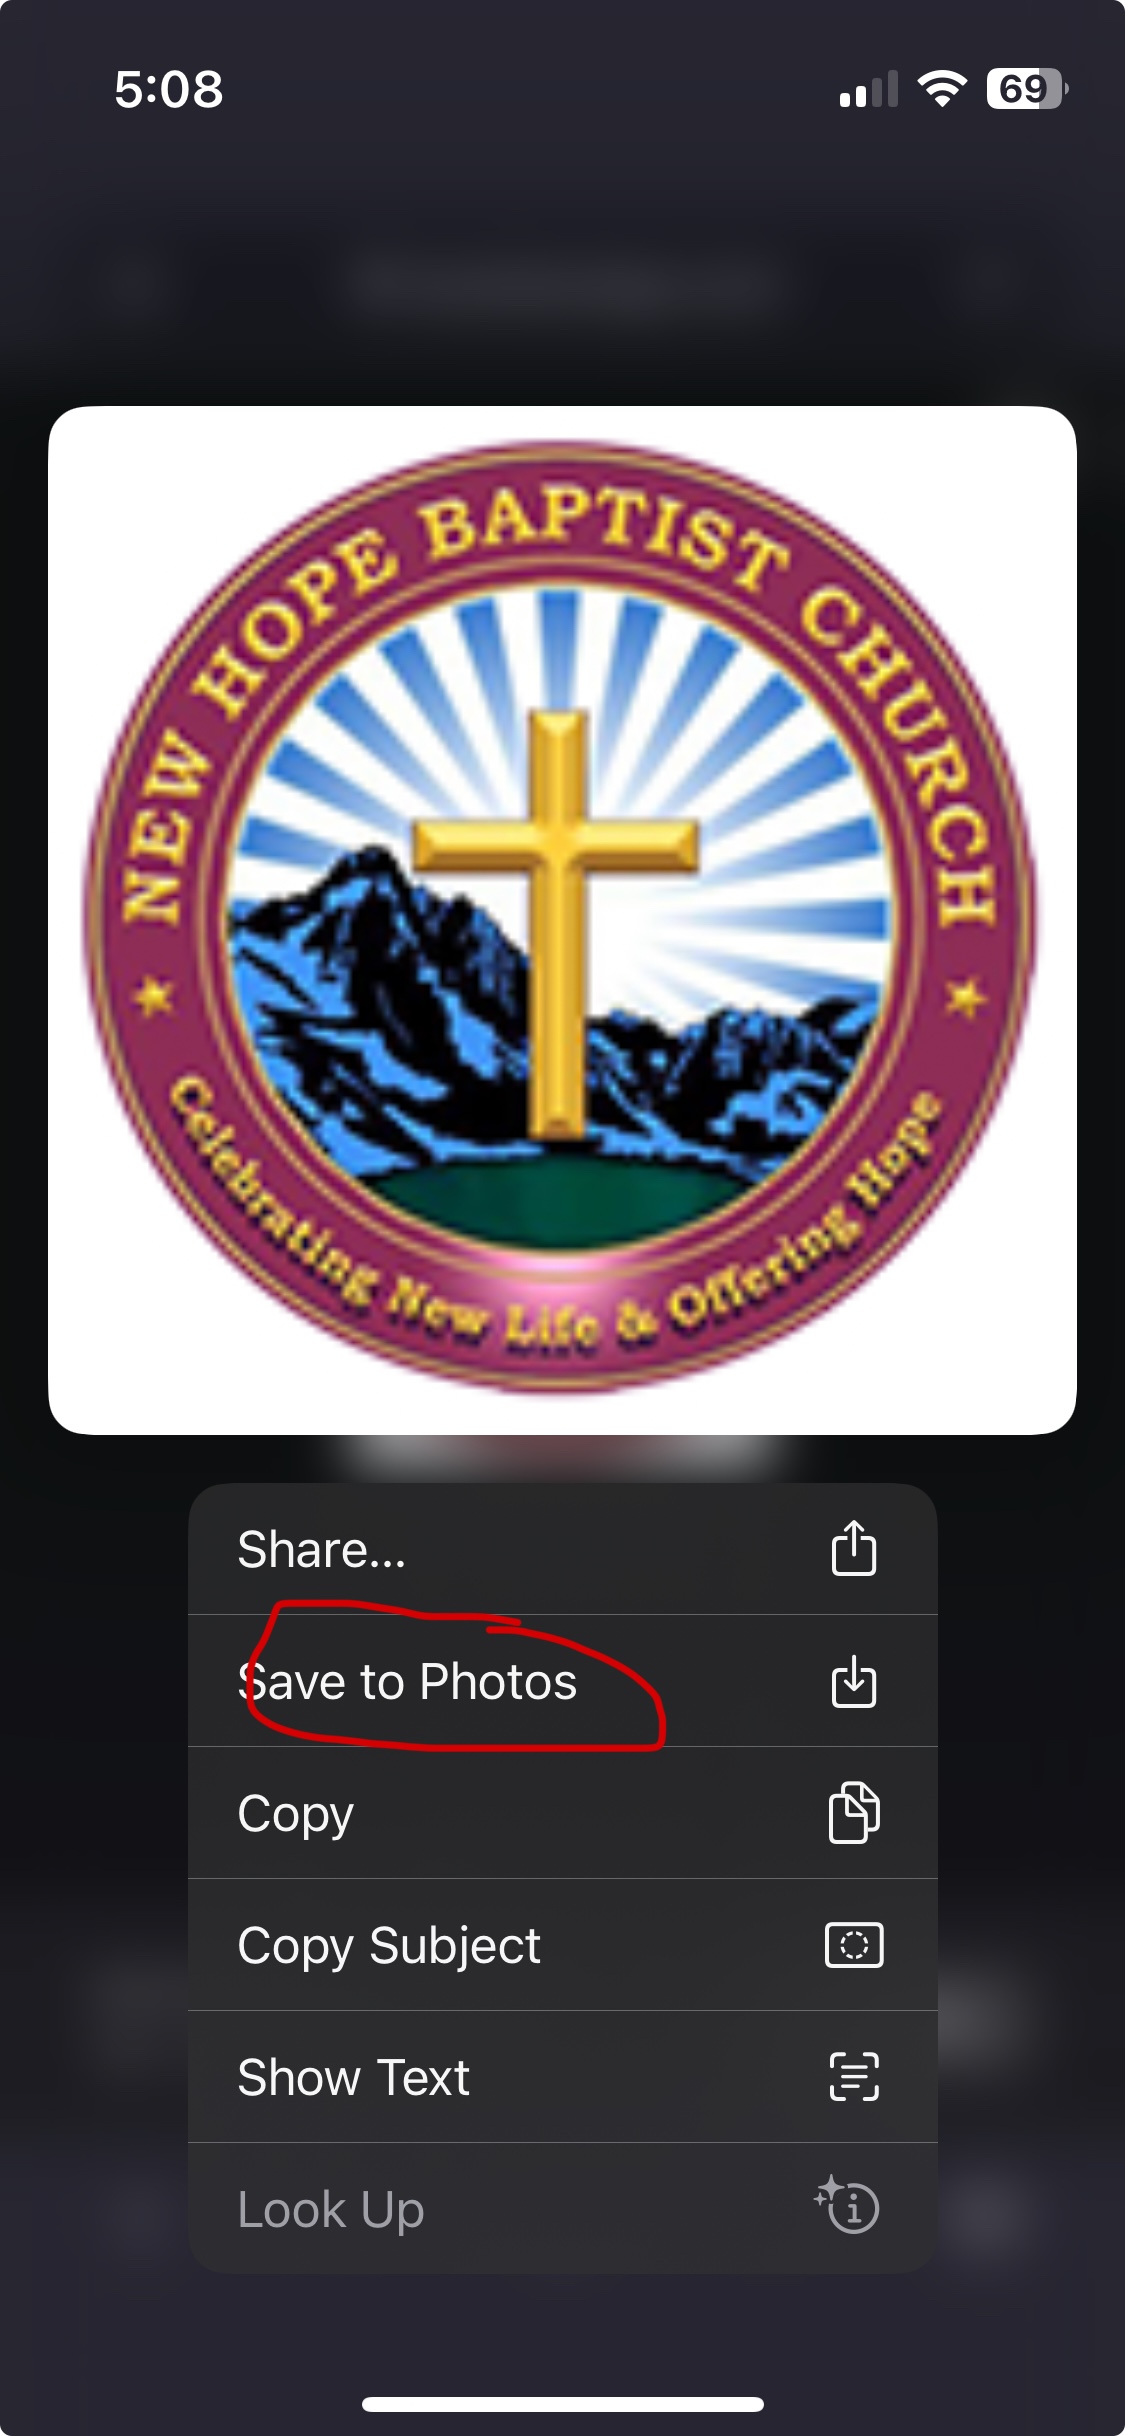 5:08
69
NEW HOPE BAPTIST CHURCH
Celebrating New Life & Offering Hope
Share...
Save to Photos
Copy
Copy Subject
Show Text
Look Up